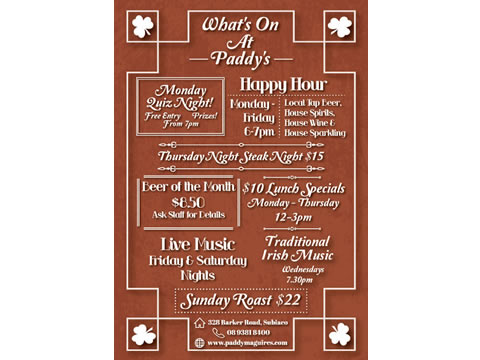 What's On
At
Paddy's
Monday
Quiz Night!
Free Entry Prizes!
From 7pm
Happy Hour
Monday -
Friday
6-7pm
Local Tap Beer,
House Spirits,
House Wine &
House Sparkling
Thursday Night Steak Night $15
Beer of the Month
$8.50
Ask Staff for Details
$10 Lunch Specials
Monday - Thursday
12-3pm
Live Music
Friday & Saturday
Nights
Traditional
Irish Music
Wednesdays
7.30pm
Sunday Roast $22
328 Barker Road, Subiaco
08 9381 8400
www.paddymaguires.com